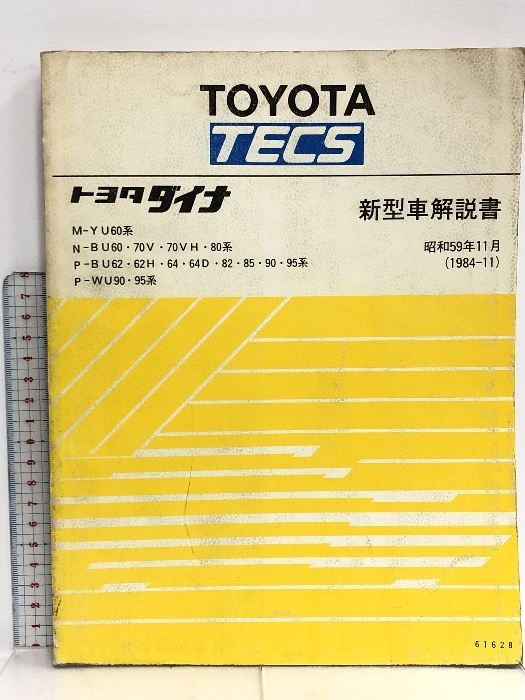 TOYOTA
TECS
トヨタ ダイナ
新型車解説書
M-YU60系
N-BU60・70V・70VH・80系
P-BU62・62H・64・64D・82・85・90・95系
P-WU90・95系
昭和59年11月
(1984-11)
61628